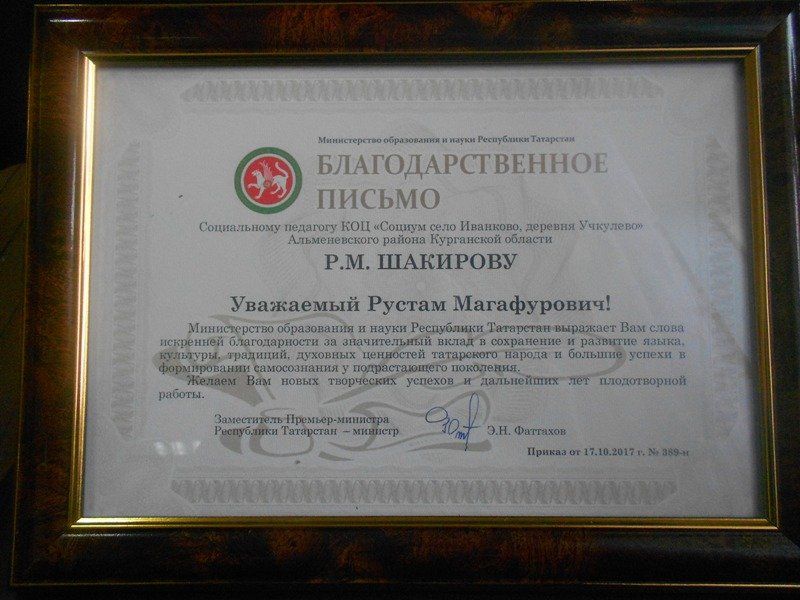 Министерство образования и науки Республики Татарстан
БЛАГОДАРСТВЕННОЕ
ПИСЬМО
Социальному педагогу КОЦ «Социум село Иванково, деревня Учкулево»
Альменевского района Курганской области
Р.М. ШАКИРОВУ
Уважаемый Рустам Магафурович!
Министерство образования и науки Республики Татарстан выражает Вам слова
искренней благодарности за значительный вклад в сохранение и развитие языка,
культуры, традиций, духовных ценностей татарского народа и большие успехи в
формировании самосознания у подрастающего поколения.
Желаем Вам новых творческих успехов и дальнейших лет плодотворной
работы.
Заместитель Премьер-министра
Республики Татарстан – министр Э.Н. Фаттахов
Приказ от 17.10.2017 г. № 389-н